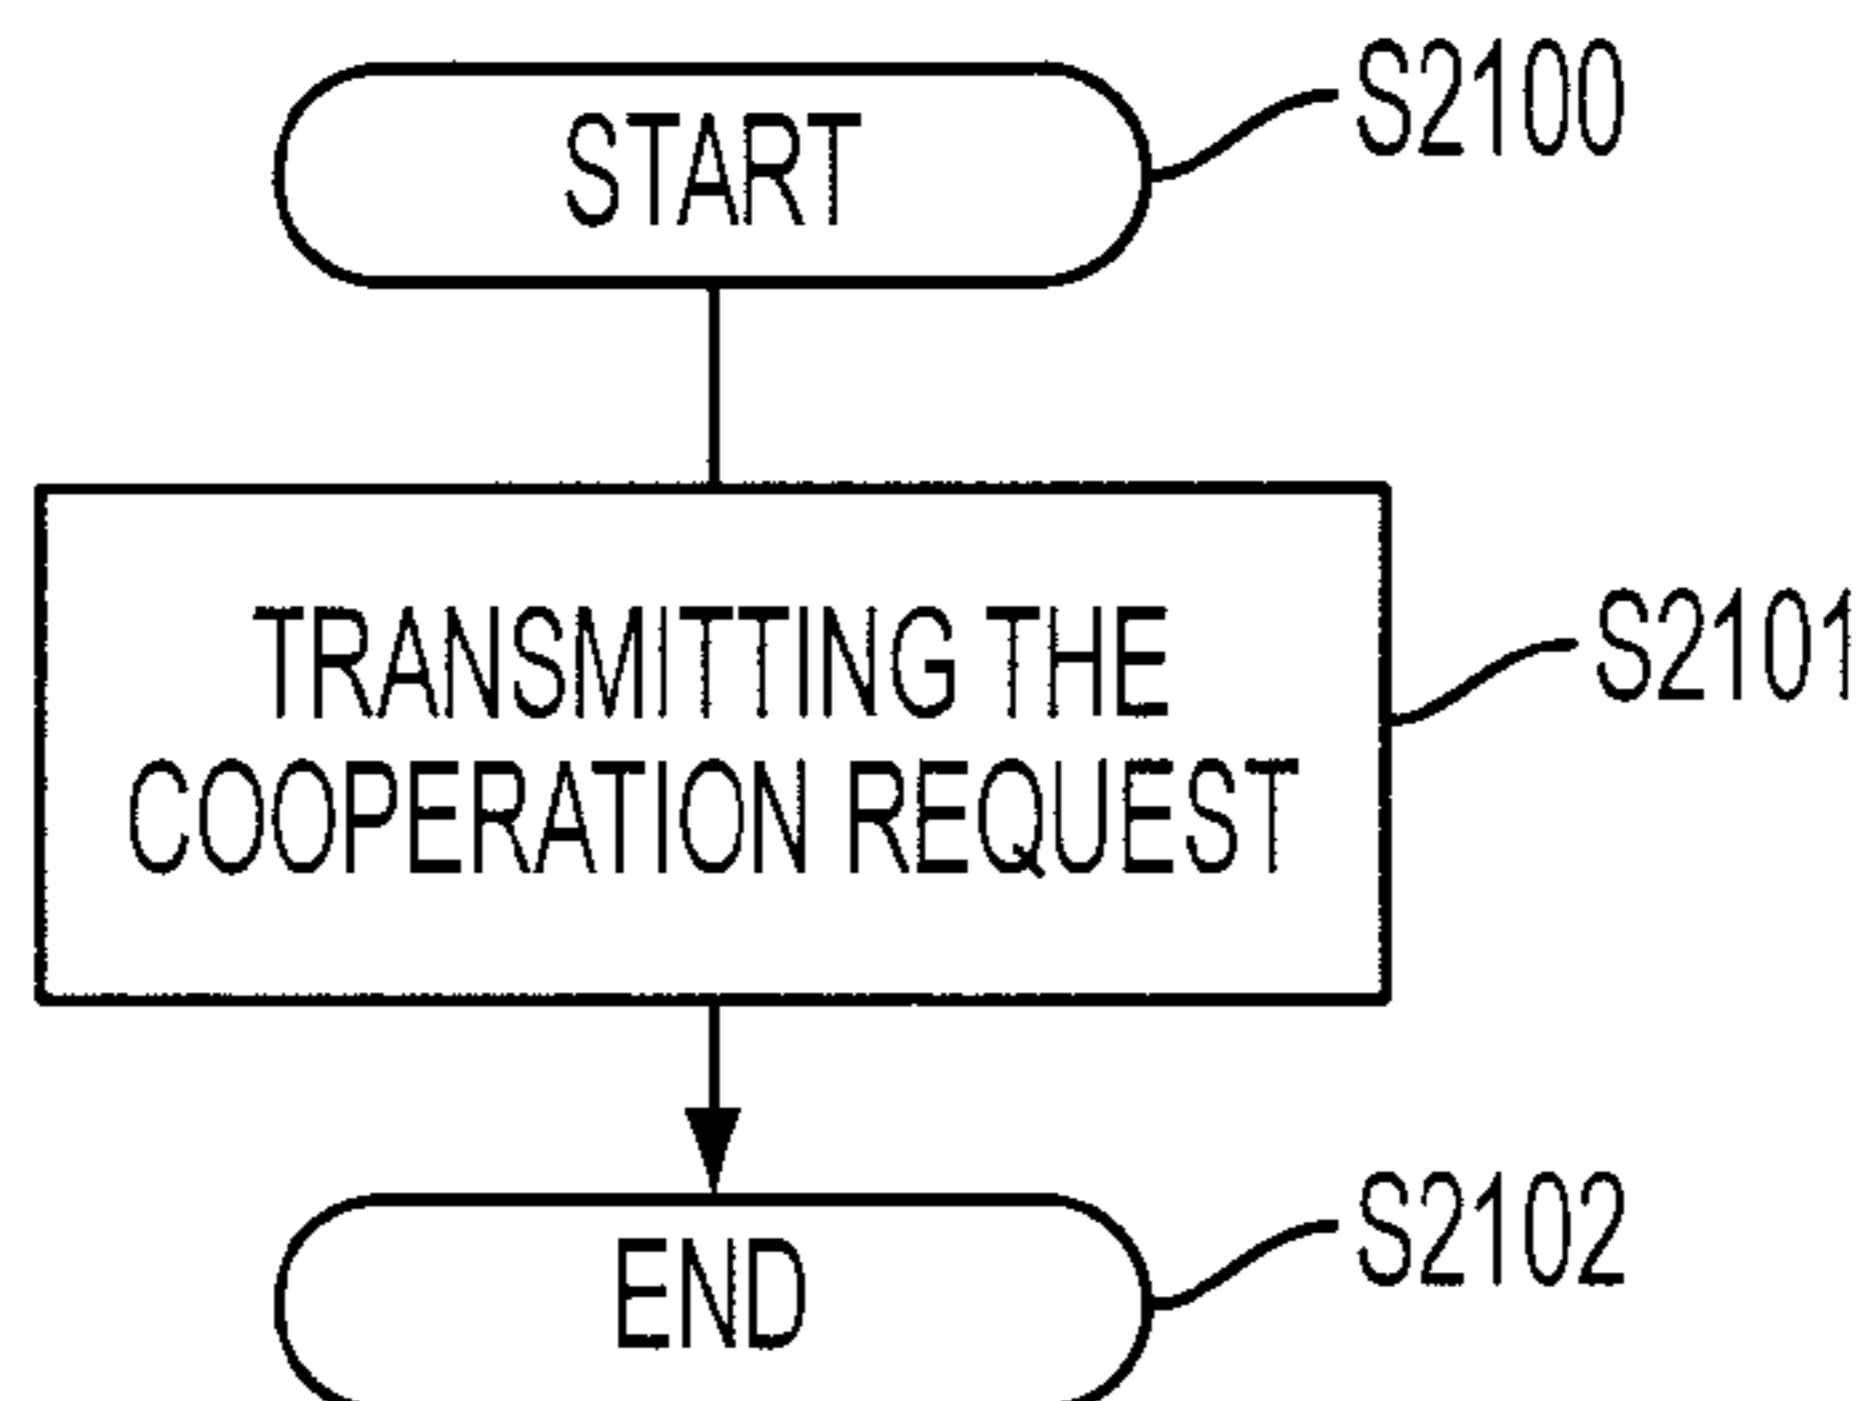 START
S2100
TRANSMITTING THE
COOPERATION REQUEST
S2101
END
S2102